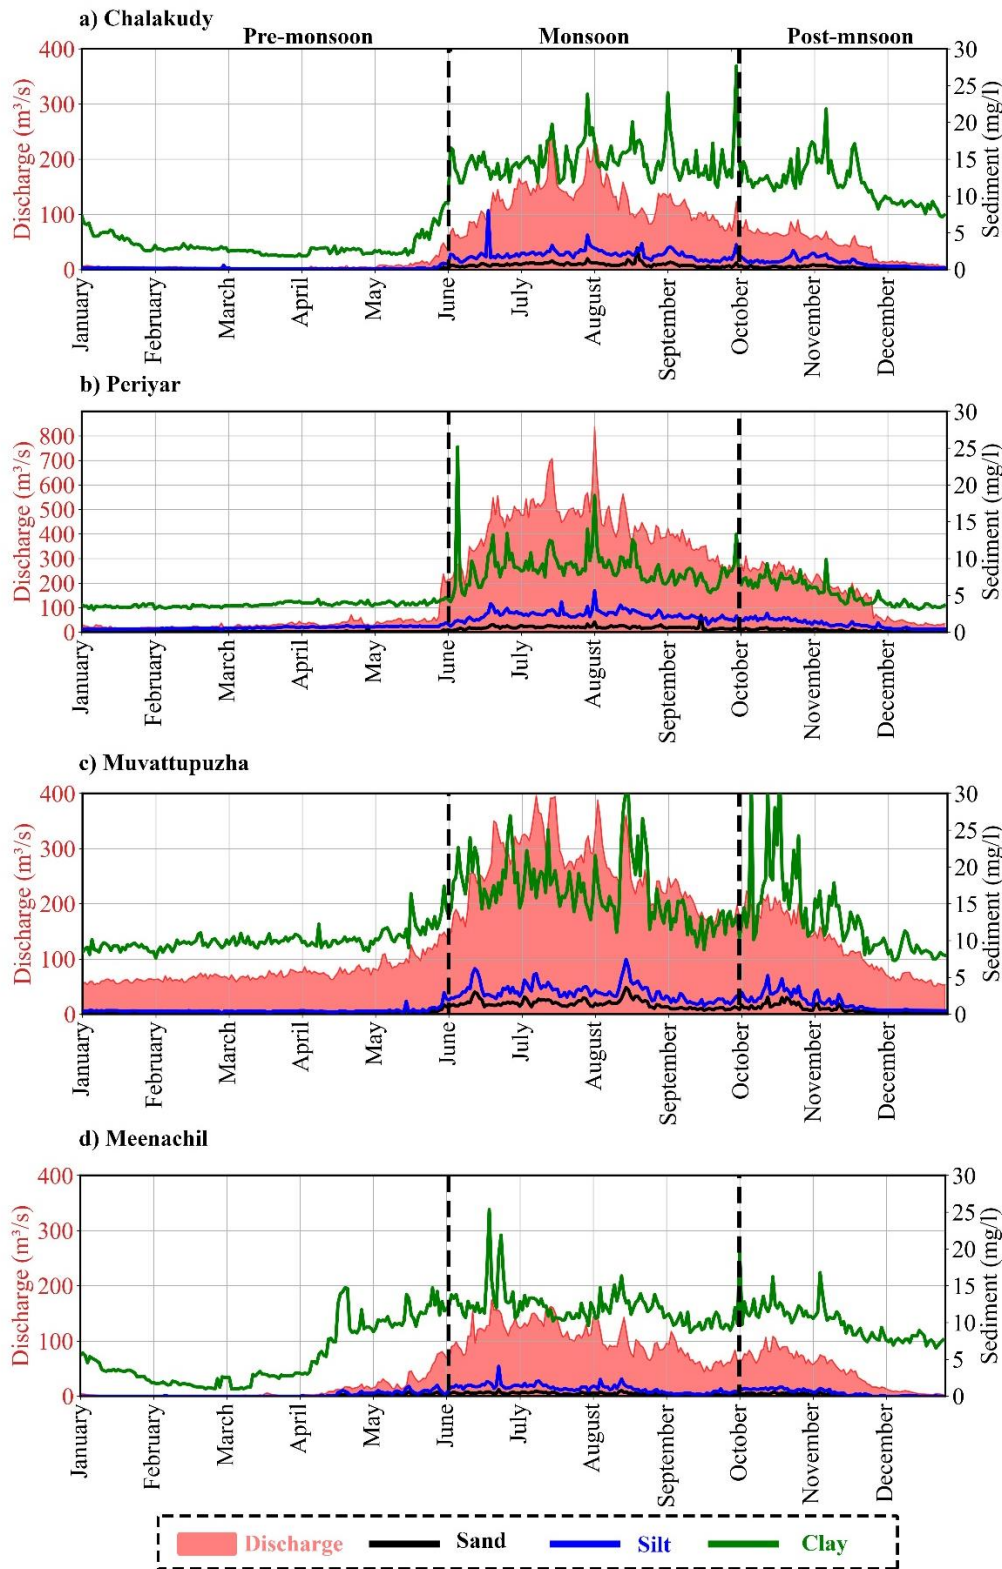 a) Chalakudy
Pre-monsoon Monsoon Post-mnsoon
400 300 200 100 0
Discharge (m³/s)
30 25 20 15 10 5 0
Sediment (mg/l)
January February March April May June July August September October November December
b) Periyar
800 700 600 500 400 300 200 100 0
Discharge (m³/s)
30 25 20 15 10 5 0
Sediment (mg/l)
January February March April May June July August September October November December
c) Muvattupuzha
400 300 200 100 0
Discharge (m³/s)
30 25 20 15 10 5 0
Sediment (mg/l)
January February March April May June July August September October November December
d) Meenachil
400 300 200 100 0
Discharge (m³/s)
30 25 20 15 10 5 0
Sediment (mg/l)
January February March April May June July August September October November December
Discharge Sand Silt Clay